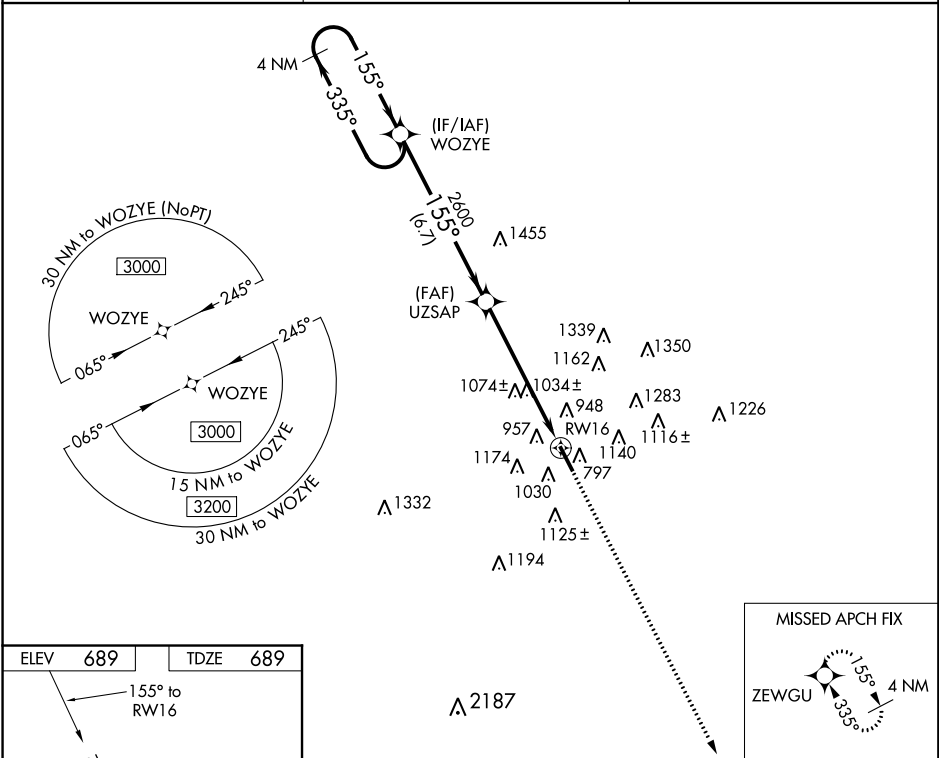 4 NM
155°
335°
(IF/IAF)
WOZYE
2600
155°
(6.7)
1455
30 NM to WOZYE (NoPT)
3000
WOZYE
245°
065°
(FAF)
UZSAP
245°
WOZYE
065°
3000
15 NM to WOZYE
3200
30 NM to WOZYE
1339
1162
1350
1074±
1034±
948
1283
1226
957
RW16
1140
1116±
1174
797
1030
1332
1125±
1194
ELEV 689
TDZE 689
155° to
RW16
2187
MISSED APCH FIX
ZEWGU
155°
335°
4 NM